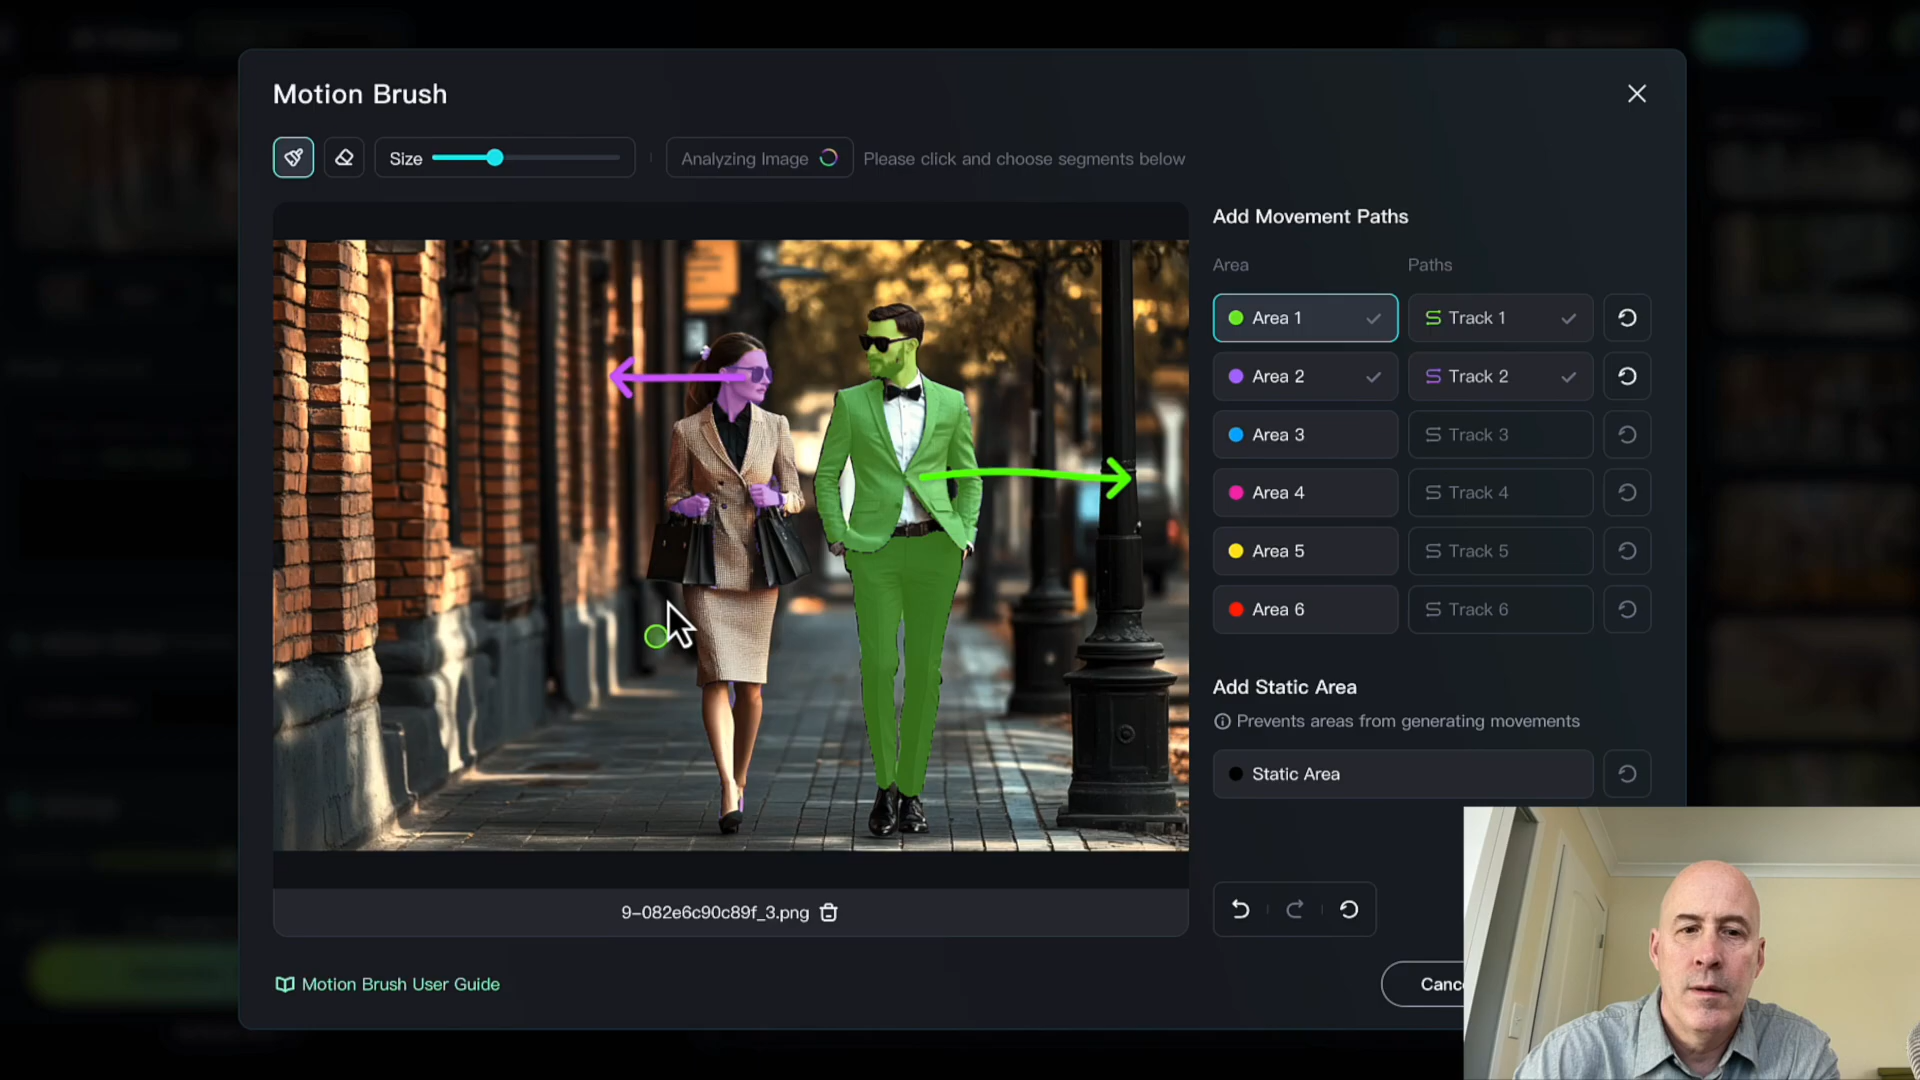 Motion Brush
Size
Analyzing Image
Please click and choose segments below
Add Movement Paths
Area
Paths
Area 1
Track 1
Area 2
Track 2
Area 3
Track 3
Area 4
Track 4
Area 5
Track 5
Area 6
Track 6
Add Static Area
Prevents areas from generating movements
Static Area
9-082e6c90c89f_3.png
Motion Brush User Guide
Canc